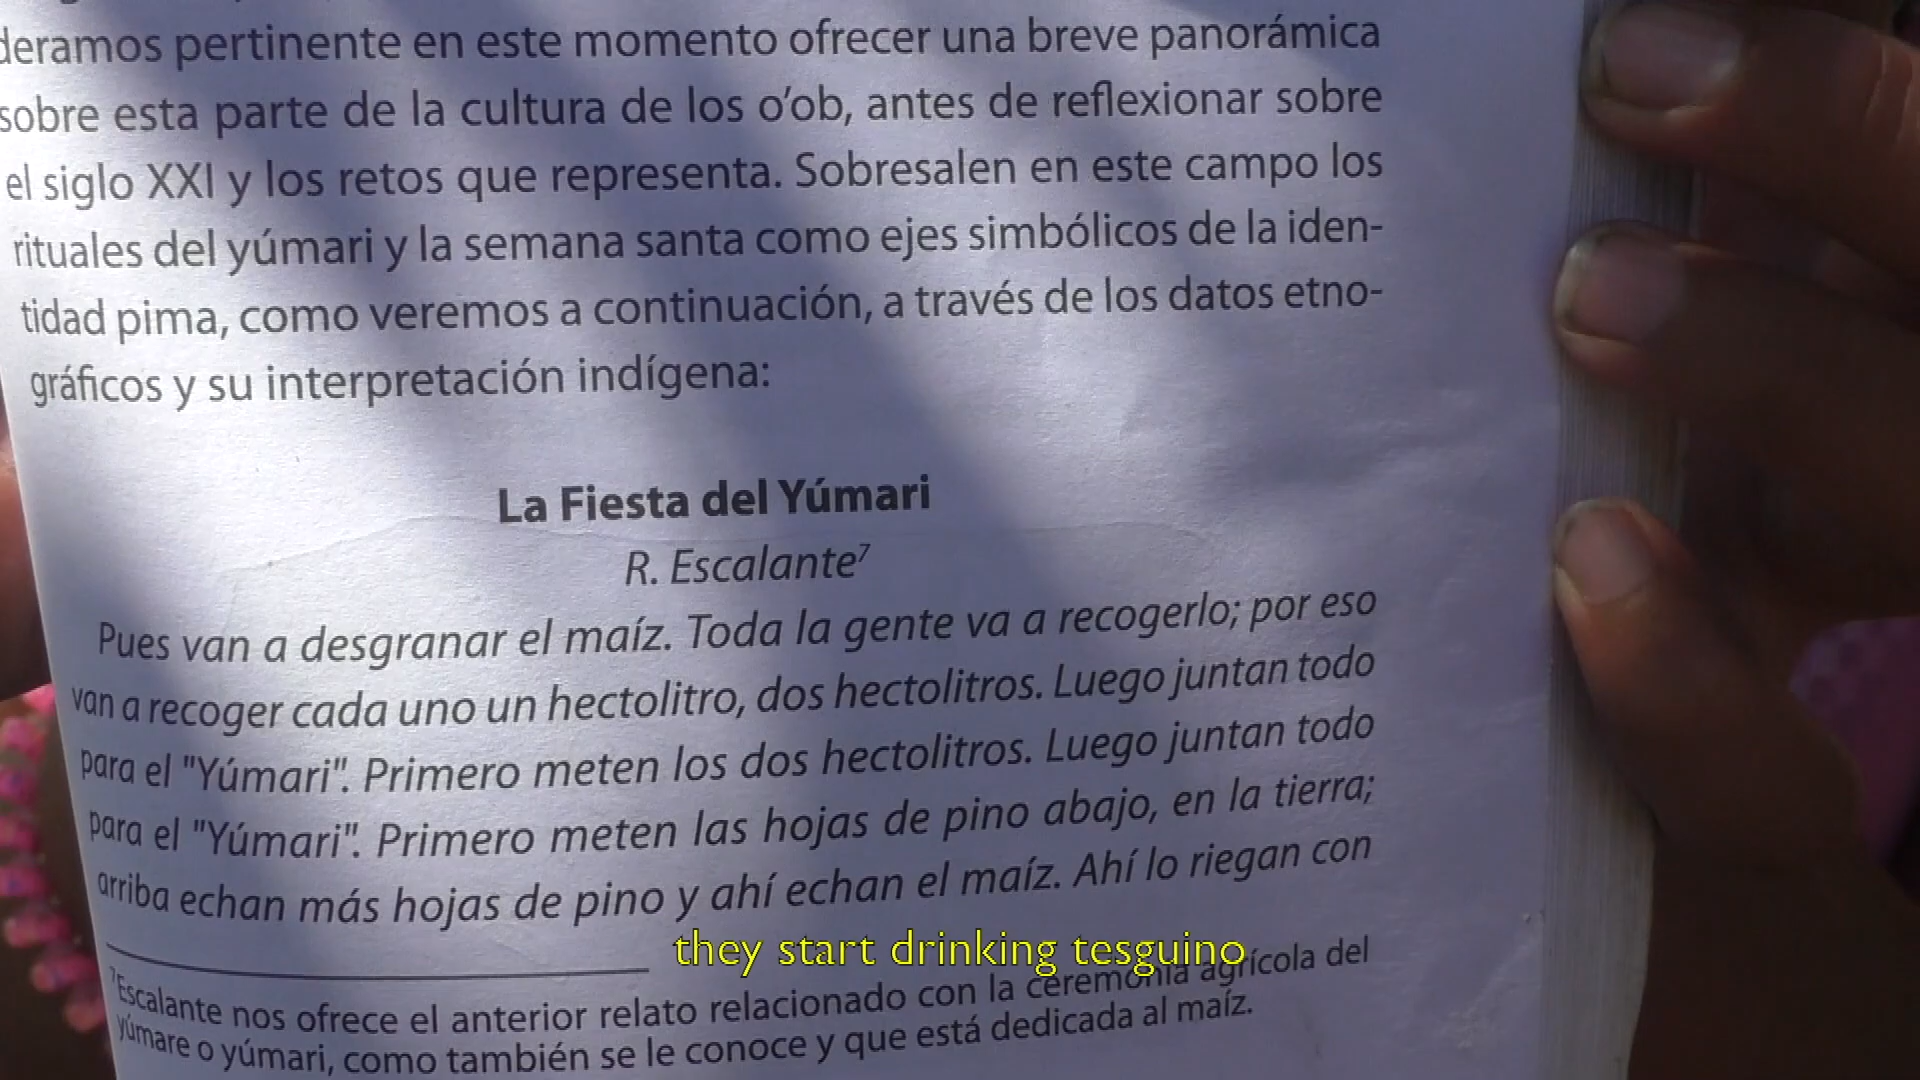 deramos pertinente en este momento ofrecer una breve panorámica
sobre esta parte de la cultura de los o'ob, antes de reflexionar sobre
el siglo XXI y los retos que representa. Sobresalen en este campo los
rituales del yúmari y la semana santa como ejes simbólicos de la iden-
tidad pima, como veremos a continuación, a través de los datos etno-
gráficos y su interpretación indígena:
La Fiesta del Yúmari
R. Escalante⁷
Pues van a desgranar el maíz. Toda la gente va a recogerlo; por eso
van a recoger cada uno un hectolitro, dos hectolitros. Luego juntan todo
para el "Yúmari". Primero meten los dos hectolitros. Luego juntan todo
para el "Yúmari". Primero meten las hojas de pino abajo, en la tierra;
arriba echan más hojas de pino y ahí echan el maíz. Ahí lo riegan con
they start drinking tesguino
⁷Escalante nos ofrece el anterior relato relacionado con la ceremonia agrícola del
yúmare o yúmari, como también se le conoce y que está dedicada al maíz.